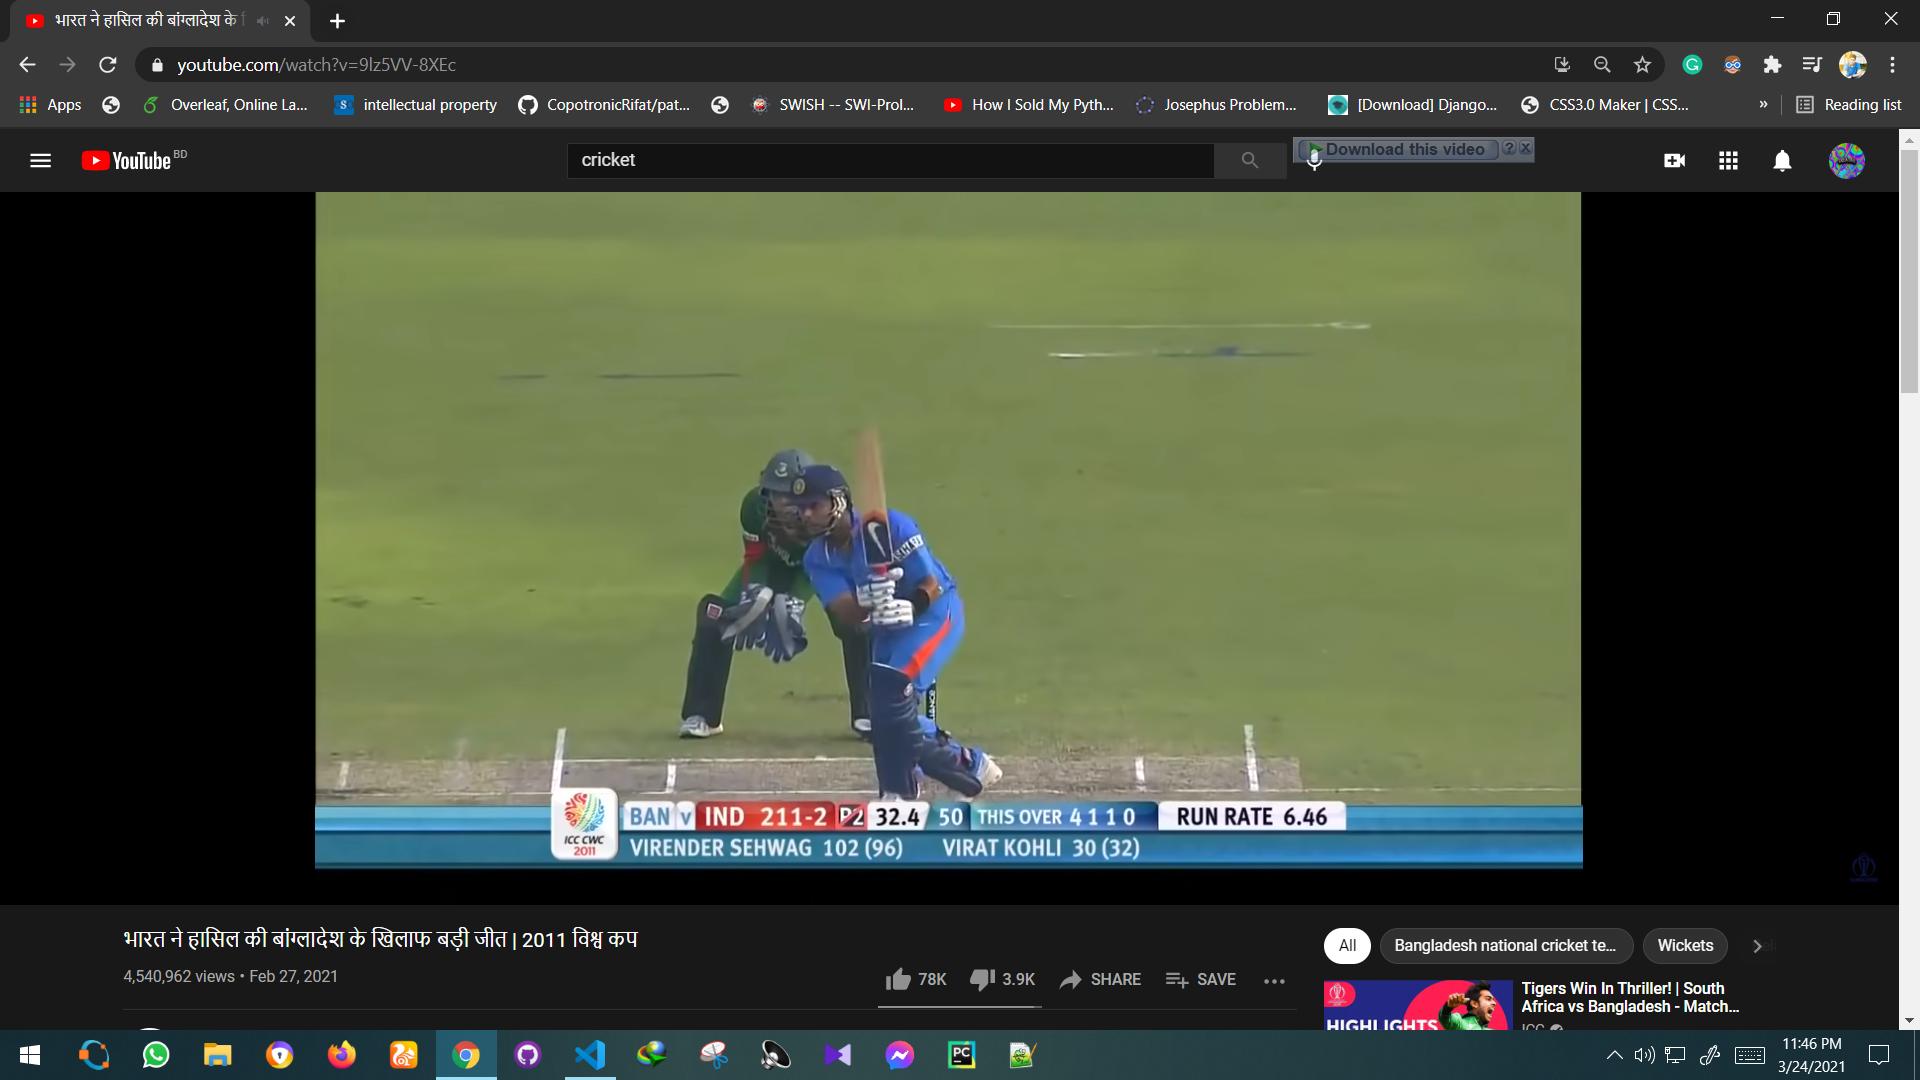 भारत ने हासिल की बांग्लादेश के
youtube.com/watch?v=9lz5VV-8XEc
Apps Overleaf, Online La... intellectual property CopotronicRifat/pat... SWISH -- SWI-Prol... How I Sold My Pyth... Josephus Problem... [Download] Django... CSS3.0 Maker | CSS... » Reading list
YouTube BD cricket Download this video ? X
BAN v IND 211-2 P2 32.4 50 THIS OVER 4 1 1 0 RUN RATE 6.46
ICC CWC
2011
VIRENDER SEHWAG 102 (96) VIRAT KOHLI 30 (32)
भारत ने हासिल की बांग्लादेश के खिलाफ बड़ी जीत | 2011 विश्व कप
4,540,962 views • Feb 27, 2021
78K 3.9K SHARE SAVE ...
All Bangladesh national cricket te... Wickets
Tigers Win In Thriller! | South
Africa vs Bangladesh - Match...
HIGHLIGHTS
ICC
11:46 PM
3/24/2021